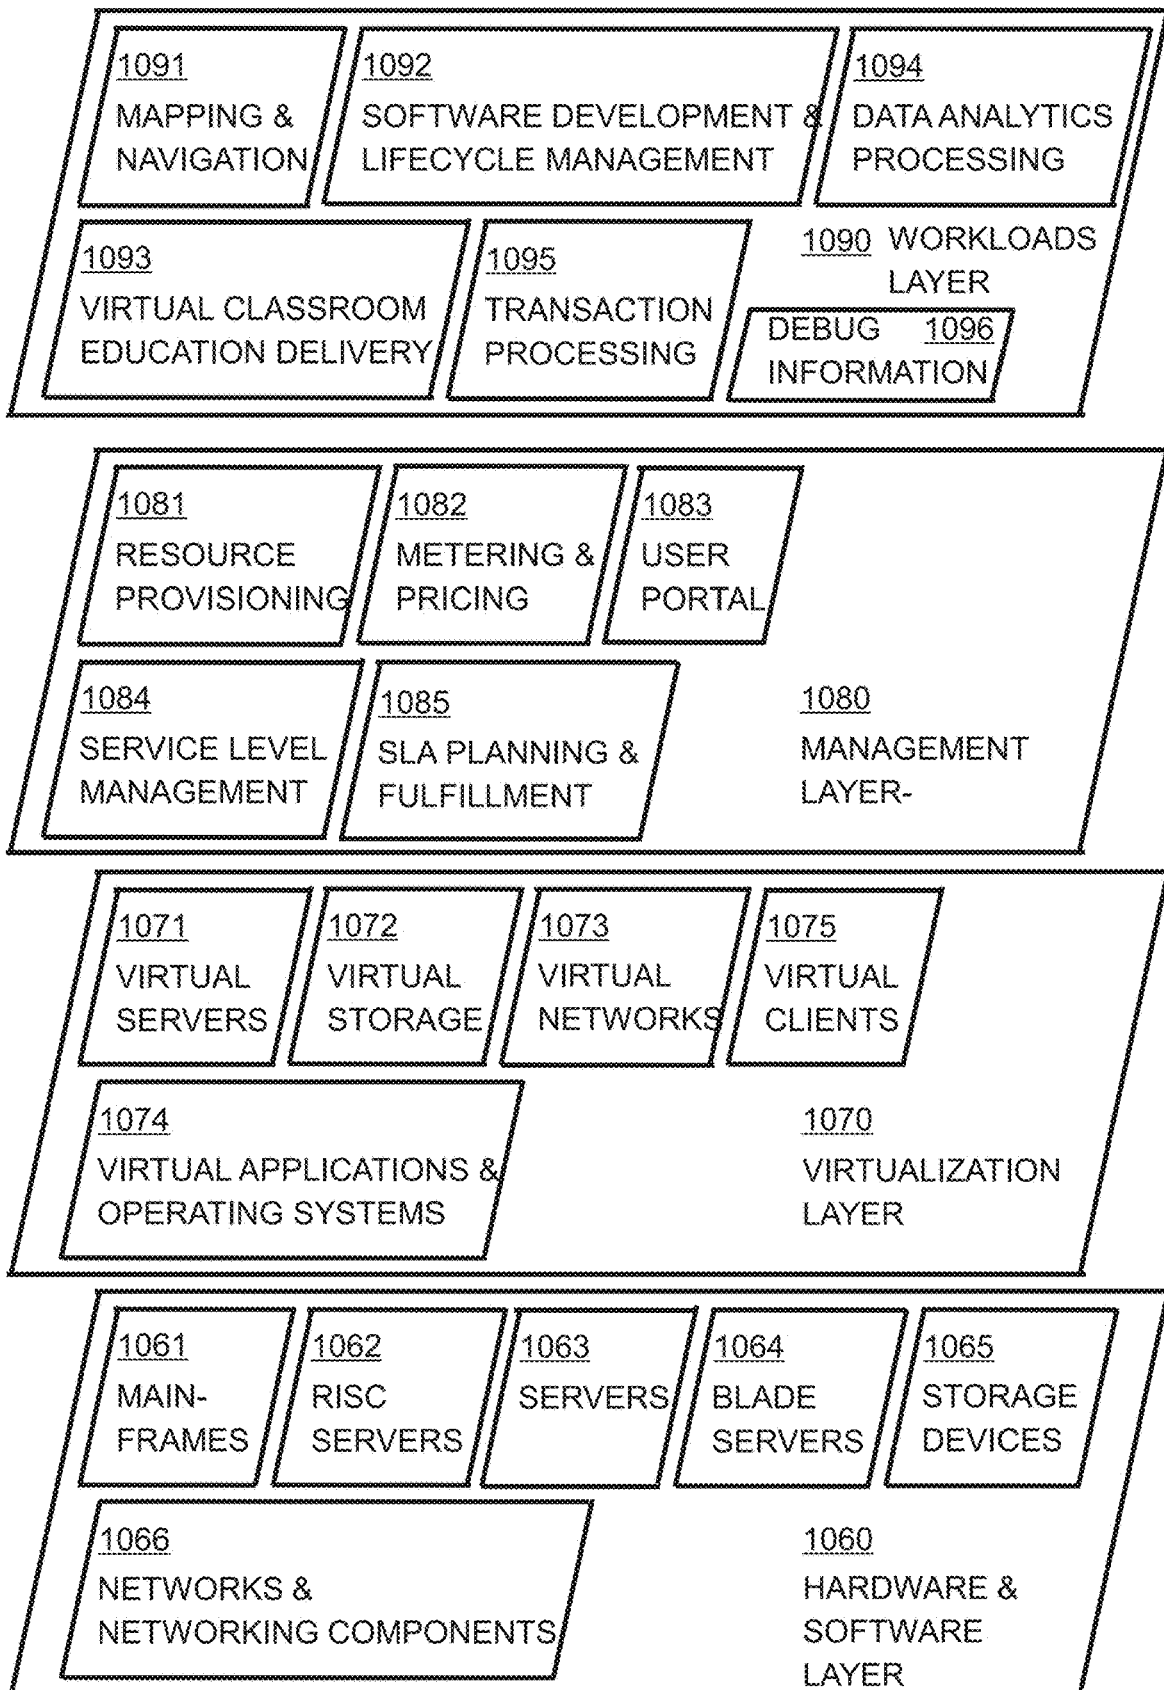 1091
MAPPING &
NAVIGATION
1092
SOFTWARE DEVELOPMENT &
LIFECYCLE MANAGEMENT
1094
DATA ANALYTICS
PROCESSING
1093
VIRTUAL CLASSROOM
EDUCATION DELIVERY
1095
TRANSACTION
PROCESSING
1090 WORKLOADS
LAYER
DEBUG 1096
INFORMATION
1081
RESOURCE
PROVISIONING
1082
METERING &
PRICING
1083
USER
PORTAL
1084
SERVICE LEVEL
MANAGEMENT
1085
SLA PLANNING &
FULFILLMENT
1080
MANAGEMENT
LAYER-
1071
VIRTUAL
SERVERS
1072
VIRTUAL
STORAGE
1073
VIRTUAL
NETWORKS
1075
VIRTUAL
CLIENTS
1074
VIRTUAL APPLICATIONS &
OPERATING SYSTEMS
1070
VIRTUALIZATION
LAYER
1061
MAIN-
FRAMES
1062
RISC
SERVERS
1063
SERVERS
1064
BLADE
SERVERS
1065
STORAGE
DEVICES
1066
NETWORKS &
NETWORKING COMPONENTS
1060
HARDWARE &
SOFTWARE
LAYER